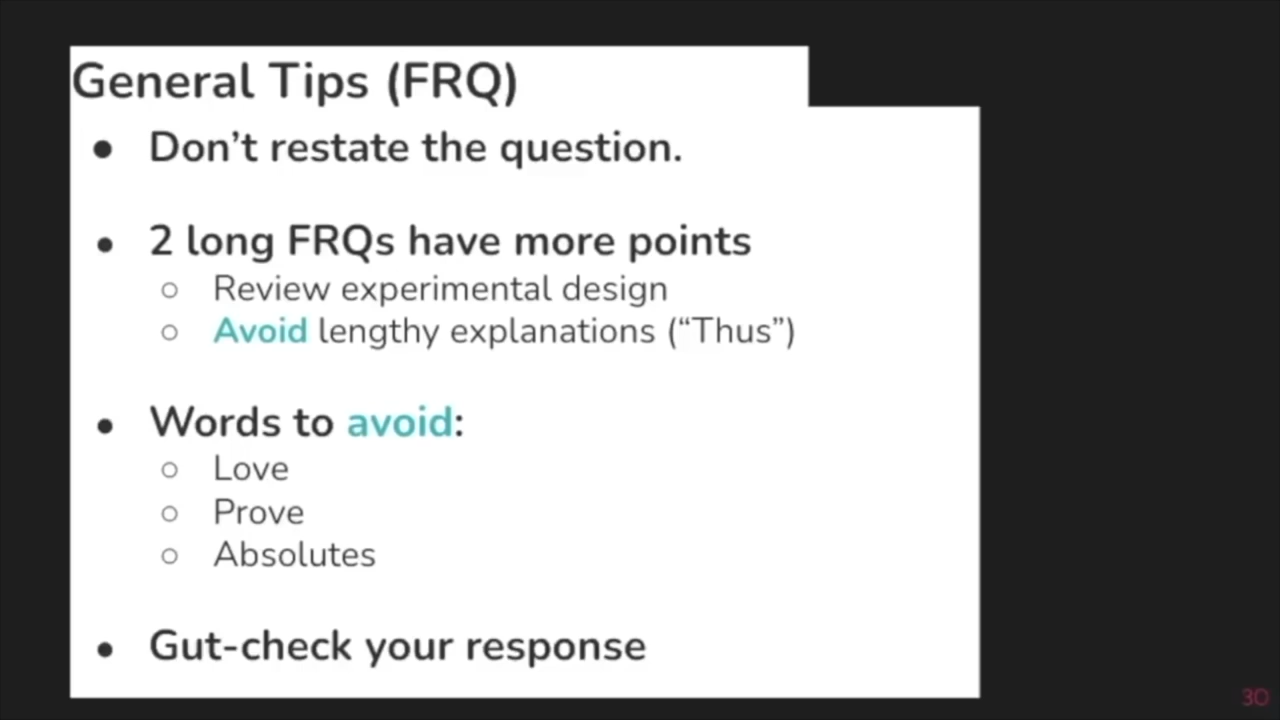 General Tips (FRQ)
● Don’t restate the question.
● 2 long FRQs have more points
○ Review experimental design
○ Avoid lengthy explanations (“Thus”)
● Words to avoid:
○ Love
○ Prove
○ Absolutes
● Gut-check your response
30